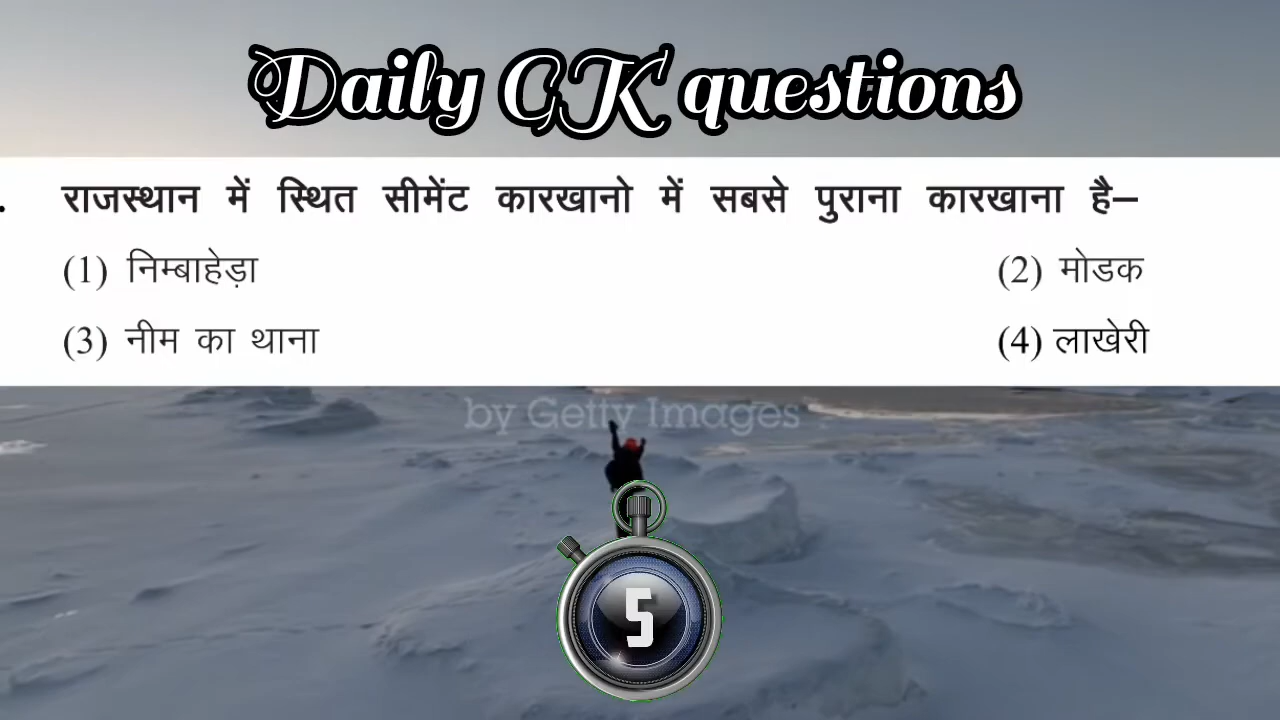 Daily GK questions
. राजस्थान में स्थित सीमेंट कारखानो में सबसे पुराना कारखाना है–
(1) निम्बाहेड़ा (2) मोडक
(3) नीम का थाना (4) लाखेरी
by Getty Images
5